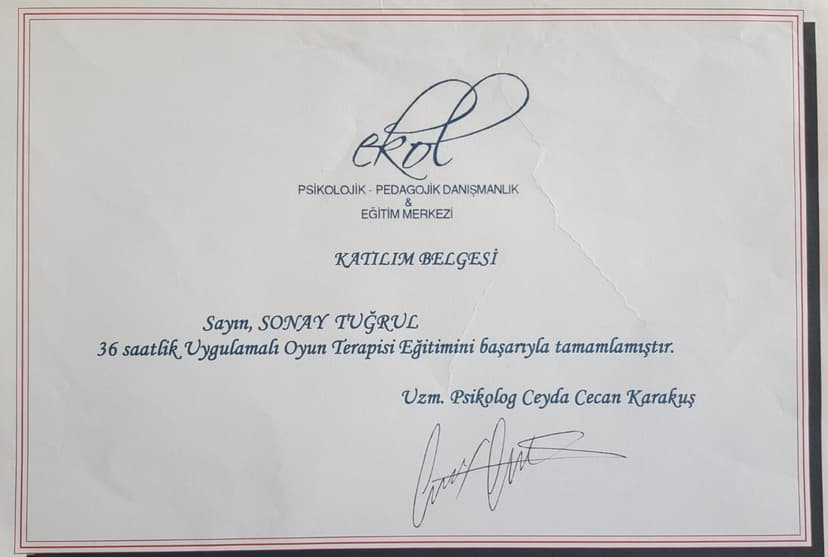 ekol
PSİKOLOJİK - PEDAGOJİK DANIŞMANLIK
&
EĞİTİM MERKEZİ
KATILIM BELGESİ
Sayın, SONAY TUĞRUL
36 saatlik Uygulamalı Oyun Terapisi Eğitimini başarıyla tamamlamıştır.
Uzm. Psikolog Ceyda Cecan Karakuş